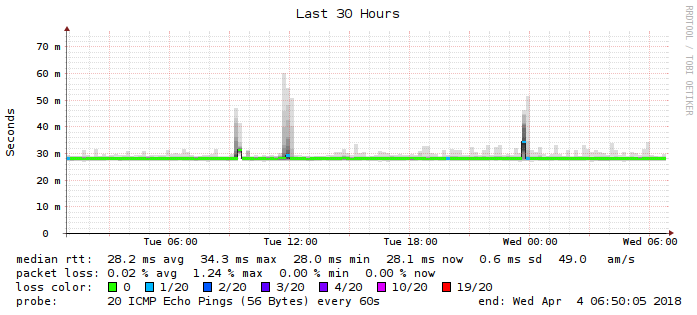 Last 30 Hours
RRDTOOL / TOBI OETIKER
Seconds
70 m
60 m
50 m
40 m
30 m
20 m
10 m
0
Tue 06:00 Tue 12:00 Tue 18:00 Wed 00:00 Wed 06:00
median rtt: 28.2 ms avg 34.3 ms max 28.0 ms min 28.1 ms now 0.6 ms sd 49.0 am/s
packet loss: 0.02 % avg 1.24 % max 0.00 % min 0.00 % now
loss color: 0 1/20 2/20 3/20 4/20 10/20 19/20
probe: 20 ICMP Echo Pings (56 Bytes) every 60s end: Wed Apr 4 06:50:05 2018